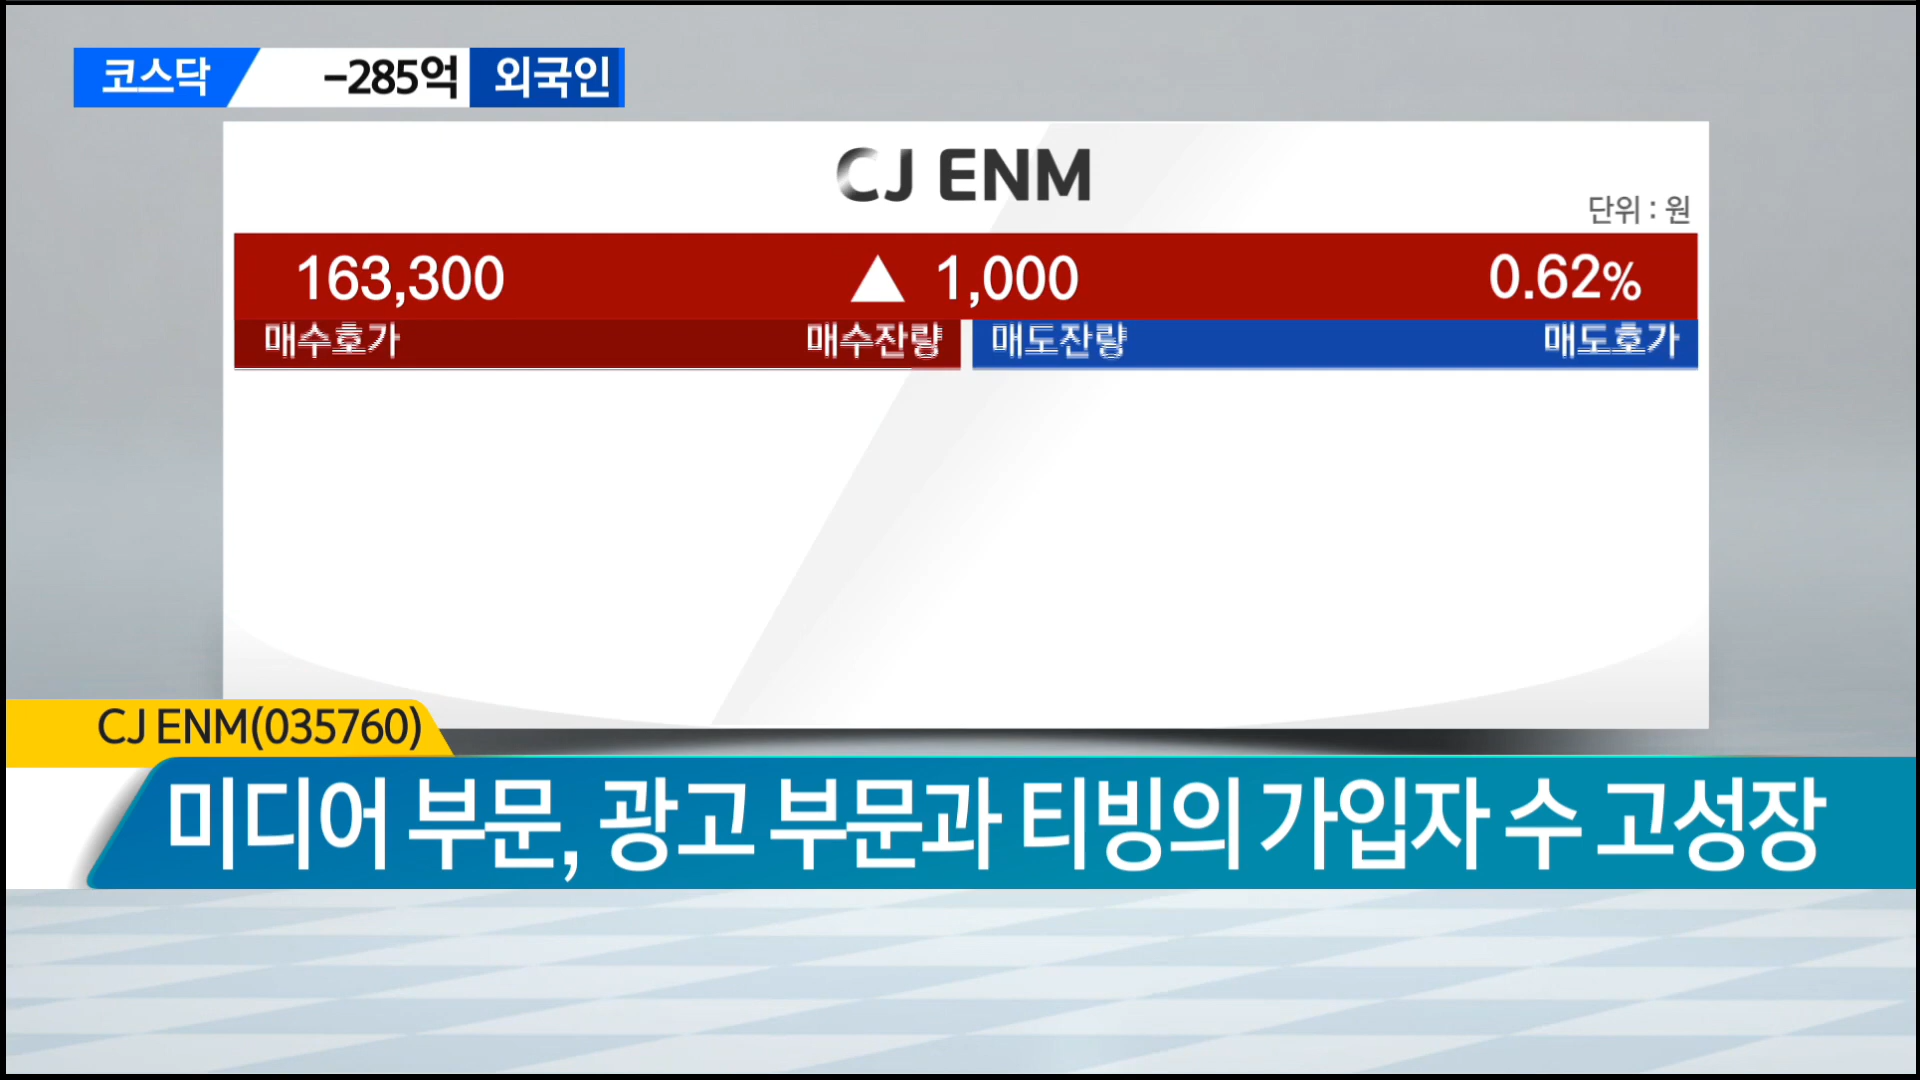 코스닥 -285억 외국인
CJ ENM
단위 : 원
163,300 ▲ 1,000 0.62%
매수호가 매수잔량 매도잔량 매도호가
CJ ENM(035760)
미디어 부문, 광고 부문과 티빙의 가입자 수 고성장